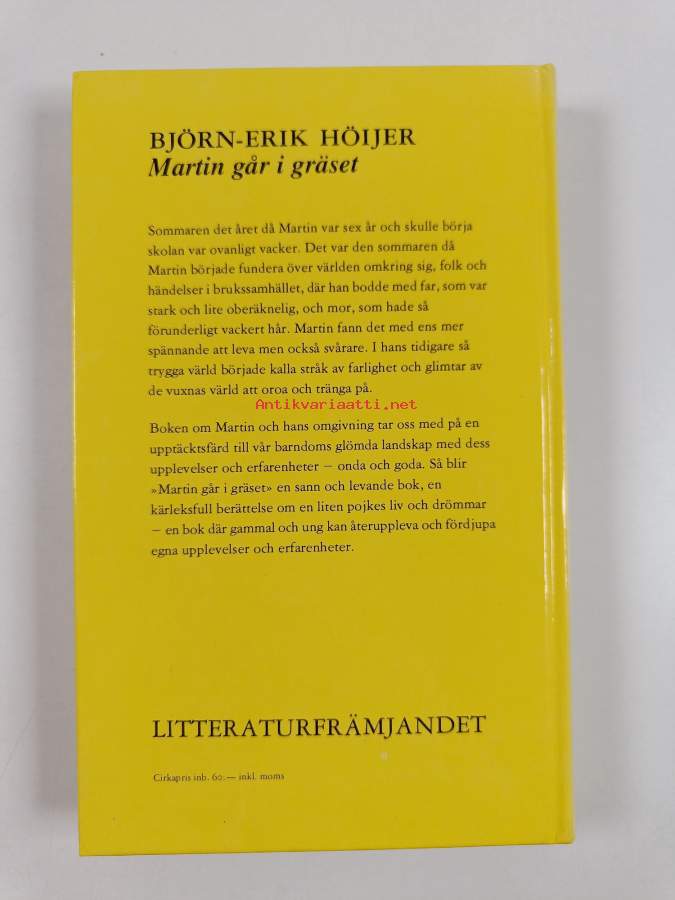 BJÖRN-ERIK HÖIJER
Martin går i gräset
Sommaren det året då Martin var sex år och skulle börja
skolan var ovanligt vacker. Det var den sommaren då
Martin började fundera över världen omkring sig, folk och
händelser i brukssamhället, där han bodde med far, som var
stark och lite oberäknelig, och mor, som hade så
förunderligt vackert hår. Martin fann det med ens mer
spännande att leva men också svårare. I hans tidigare så
trygga värld började kalla stråk av farlighet och glimtar av
de vuxnas värld att oroa och tränga på.
Antikvariaatti.net
Boken om Martin och hans omgivning tar oss med på en
upptäcktsfärd till vår barndoms glömda landskap med dess
upplevelser och erfarenheter – onda och goda. Så blir
»Martin går i gräset» en sann och levande bok, en
kärleksfull berättelse om en liten pojkes liv och drömmar
– en bok där gammal och ung kan återuppleva och fördjupa
egna upplevelser och erfarenheter.
LITTERATURFRÄMJANDET
Cirkapris inb. 60:— inkl. moms